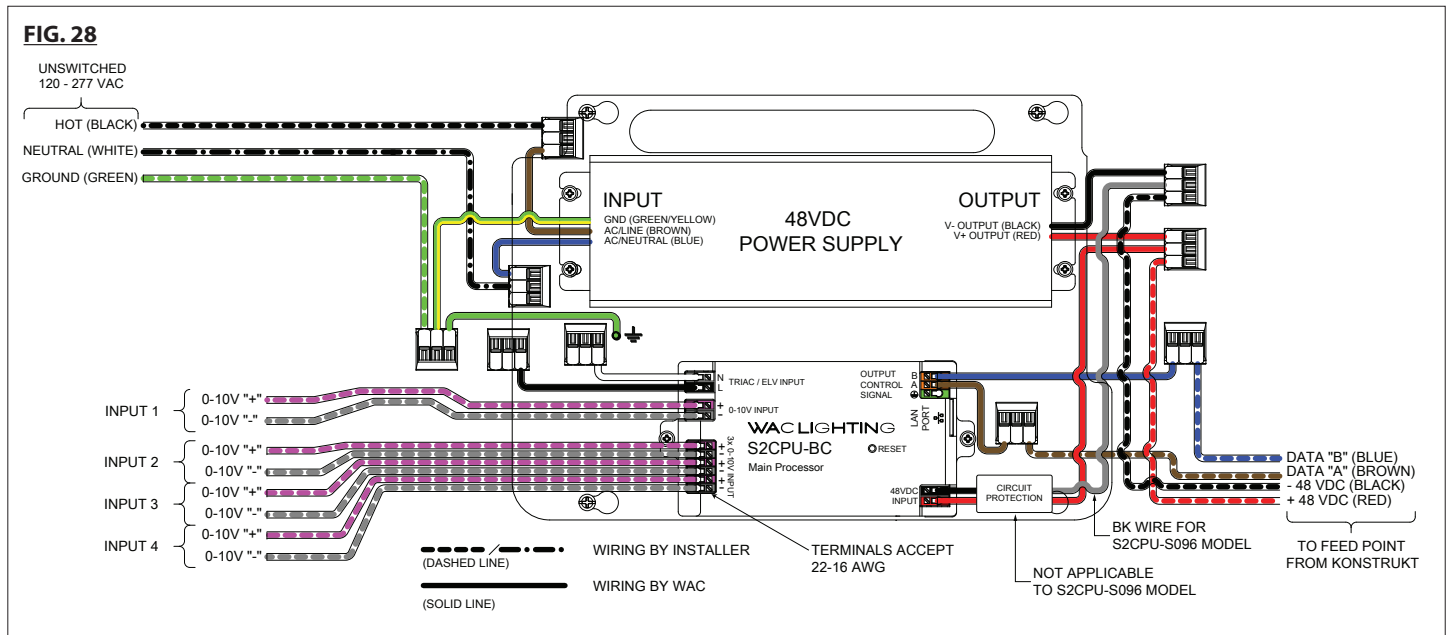 FIG. 28
UNSWITCHED
120 - 277 VAC
HOT (BLACK)
NEUTRAL (WHITE)
GROUND (GREEN)
INPUT
GND (GREEN/YELLOW)
AC/LINE (BROWN)
AC/NEUTRAL (BLUE)
48VDC
POWER SUPPLY
OUTPUT
V- OUTPUT (BLACK)
V+ OUTPUT (RED)
N
L
TRIAC / ELV INPUT
+
-
0-10V INPUT
+
-
+
-
+
-
3x 0-10V INPUT
OUTPUT
CONTROL
SIGNAL
B
A
LAN
PORT
WAC LIGHTING
S2CPU-BC
Main Processor
RESET
48VDC
INPUT
CIRCUIT
PROTECTION
INPUT 1
0-10V "+"
0-10V "-"
INPUT 2
0-10V "+"
0-10V "-"
INPUT 3
0-10V "+"
0-10V "-"
INPUT 4
0-10V "+"
0-10V "-"
DATA "B" (BLUE)
DATA "A" (BROWN)
- 48 VDC (BLACK)
+ 48 VDC (RED)
TO FEED POINT
FROM KONSTRUKT
BK WIRE FOR
S2CPU-S096 MODEL
NOT APPLICABLE
TO S2CPU-S096 MODEL
TERMINALS ACCEPT
22-16 AWG
WIRING BY INSTALLER
(DASHED LINE)
WIRING BY WAC
(SOLID LINE)